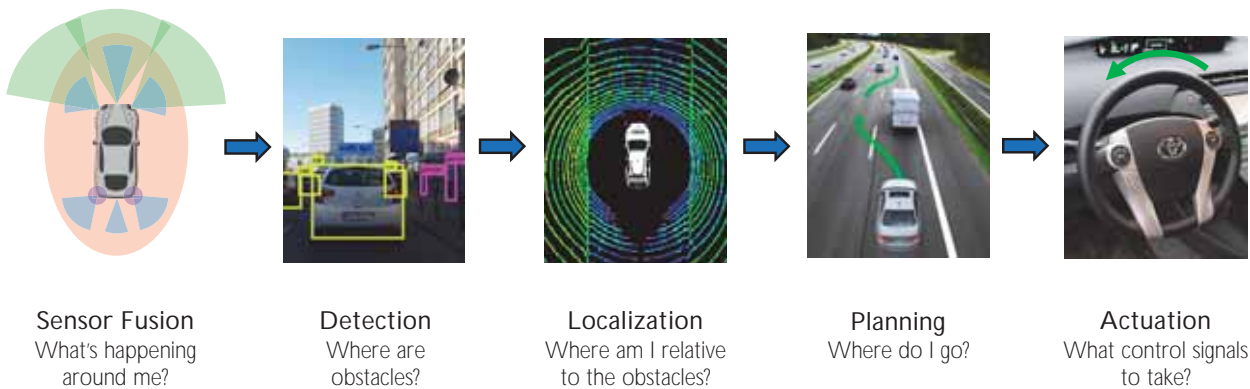 Sensor Fusion
What's happening
around me?
Detection
Where are
obstacles?
Localization
Where am I relative
to the obstacles?
Planning
Where do I go?
Actuation
What control signals
to take?